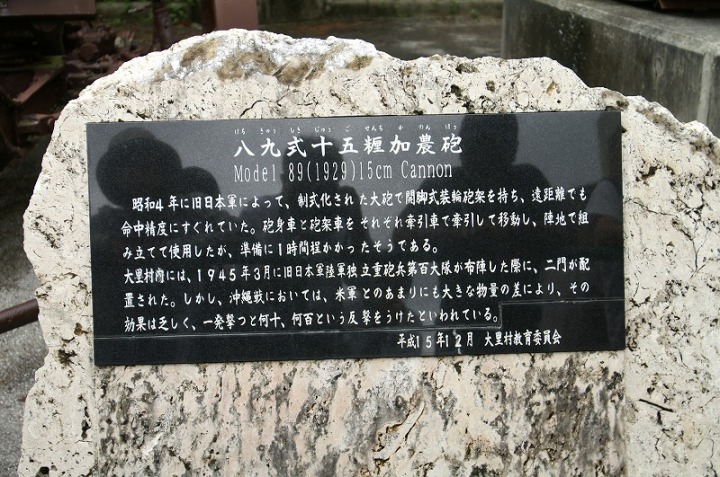 はち きゅう しき じゅう ご せんち か のん ほう
八九式十五糎加農砲
Model 89(1929)15cm Cannon
昭和4年に旧日本軍によって、制式化された大砲で開脚式装輪砲架を持ち、遠距離でも
命中精度にすぐれていた。砲身車と砲架車をそれぞれ牽引車で牽引して移動し、陣地で組
み立てて使用したが、準備に1時間程かかったそうである。
大里村内には、1945年3月に旧日本軍陸軍独立重砲兵第百大隊が布陣した際に、二門が配
置された。しかし、沖縄戦においては、米軍とのあまりにも大きな物量の差により、その
効果は乏しく、一発撃つと何十、何百という反撃をうけたといわれている。
平成15年12月 大里村教育委員会